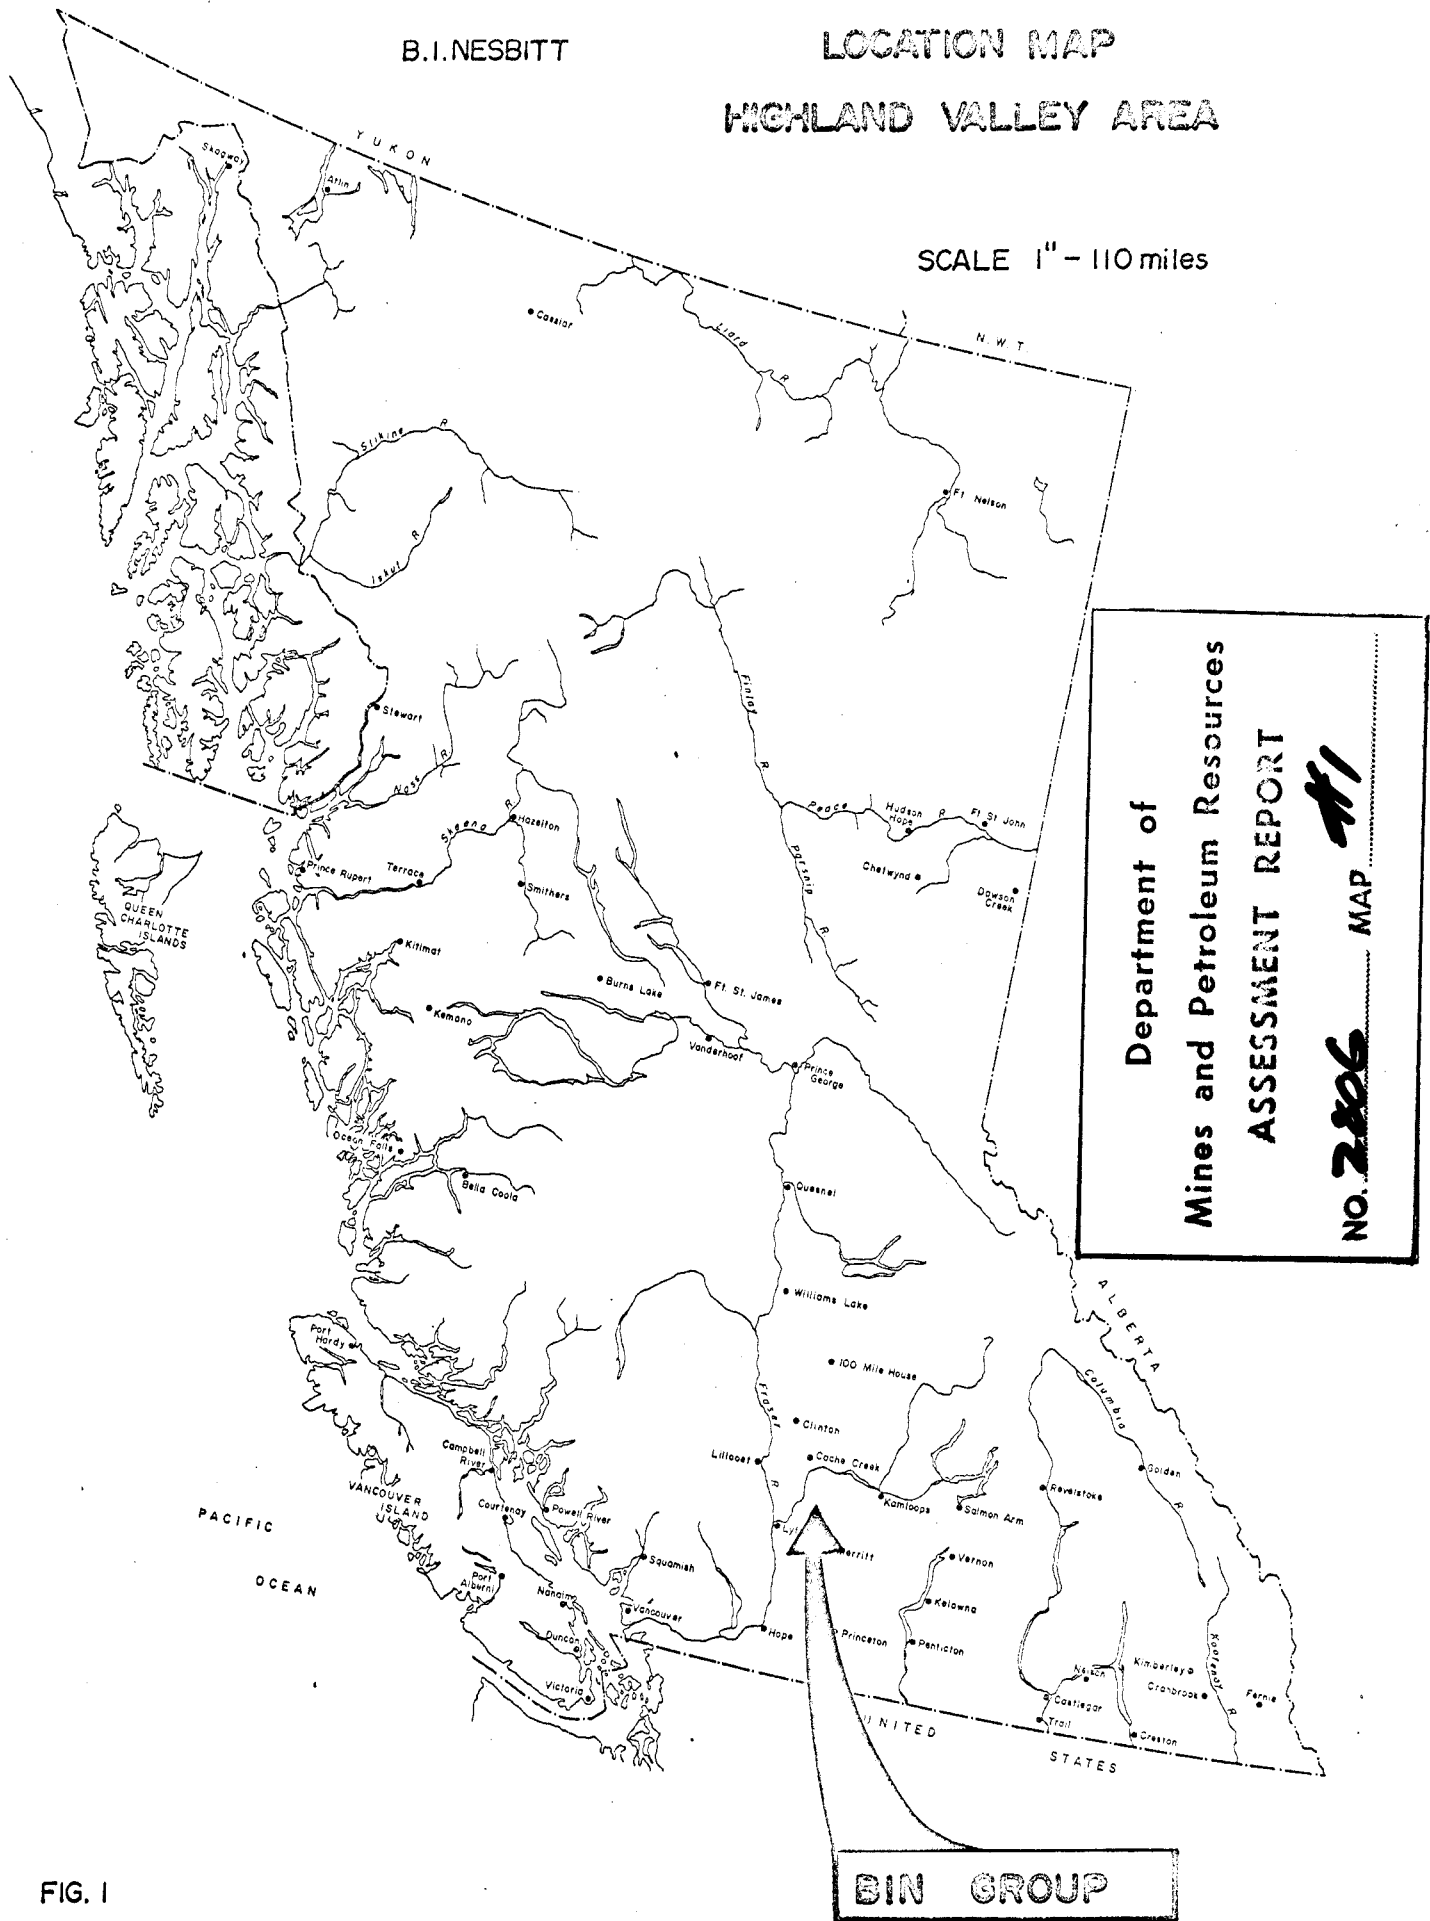 B.I.NESBITT
LOCATION MAP
HIGHLAND VALLEY AREA
SCALE 1" - 110 miles
YUKON
Skagway
Atlin
Cassiar
Liard R
N.W.T.
Stikine R
Iskut R
Ft. Nelson
Finlay R
Stewart
Nass R
Skeena R
Hazelton
Peace R
Hudson
Hope
Ft St John
Prince Rupert
Terrace
Smithers
Parsnip R
Chetwynd
Dawson
Creek
QUEEN
CHARLOTTE
ISLANDS
Kitimat
Burns Lake
Ft. St. James
Kemano
Vanderhoof
Prince
George
Ocean Falls
Bella Coola
Quesnel
Williams Lake
ALBERTA
Port
Hardy
100 Mile House
Columbia R
Fraser R
Clinton
Campbell
River
Lillooet
Cache Creek
Golden
VANCOUVER
ISLAND
Courtenay
Powell River
Kamloops
Salmon Arm
Revelstoke
PACIFIC
OCEAN
Lyt
Squamish
Merritt
Vernon
Port
Alberni
Nanaimo
Vancouver
Kelowna
Hope
Princeton
Penticton
Duncan
Kootenay R
Kimberley
Nelson
Cranbrook
Fernie
Victoria
Castlegar
Trail
Creston
UNITED
STATES
Department of
Mines and Petroleum Resources
ASSESSMENT REPORT
NO. 2806 MAP #1
BIN GROUP
FIG. 1